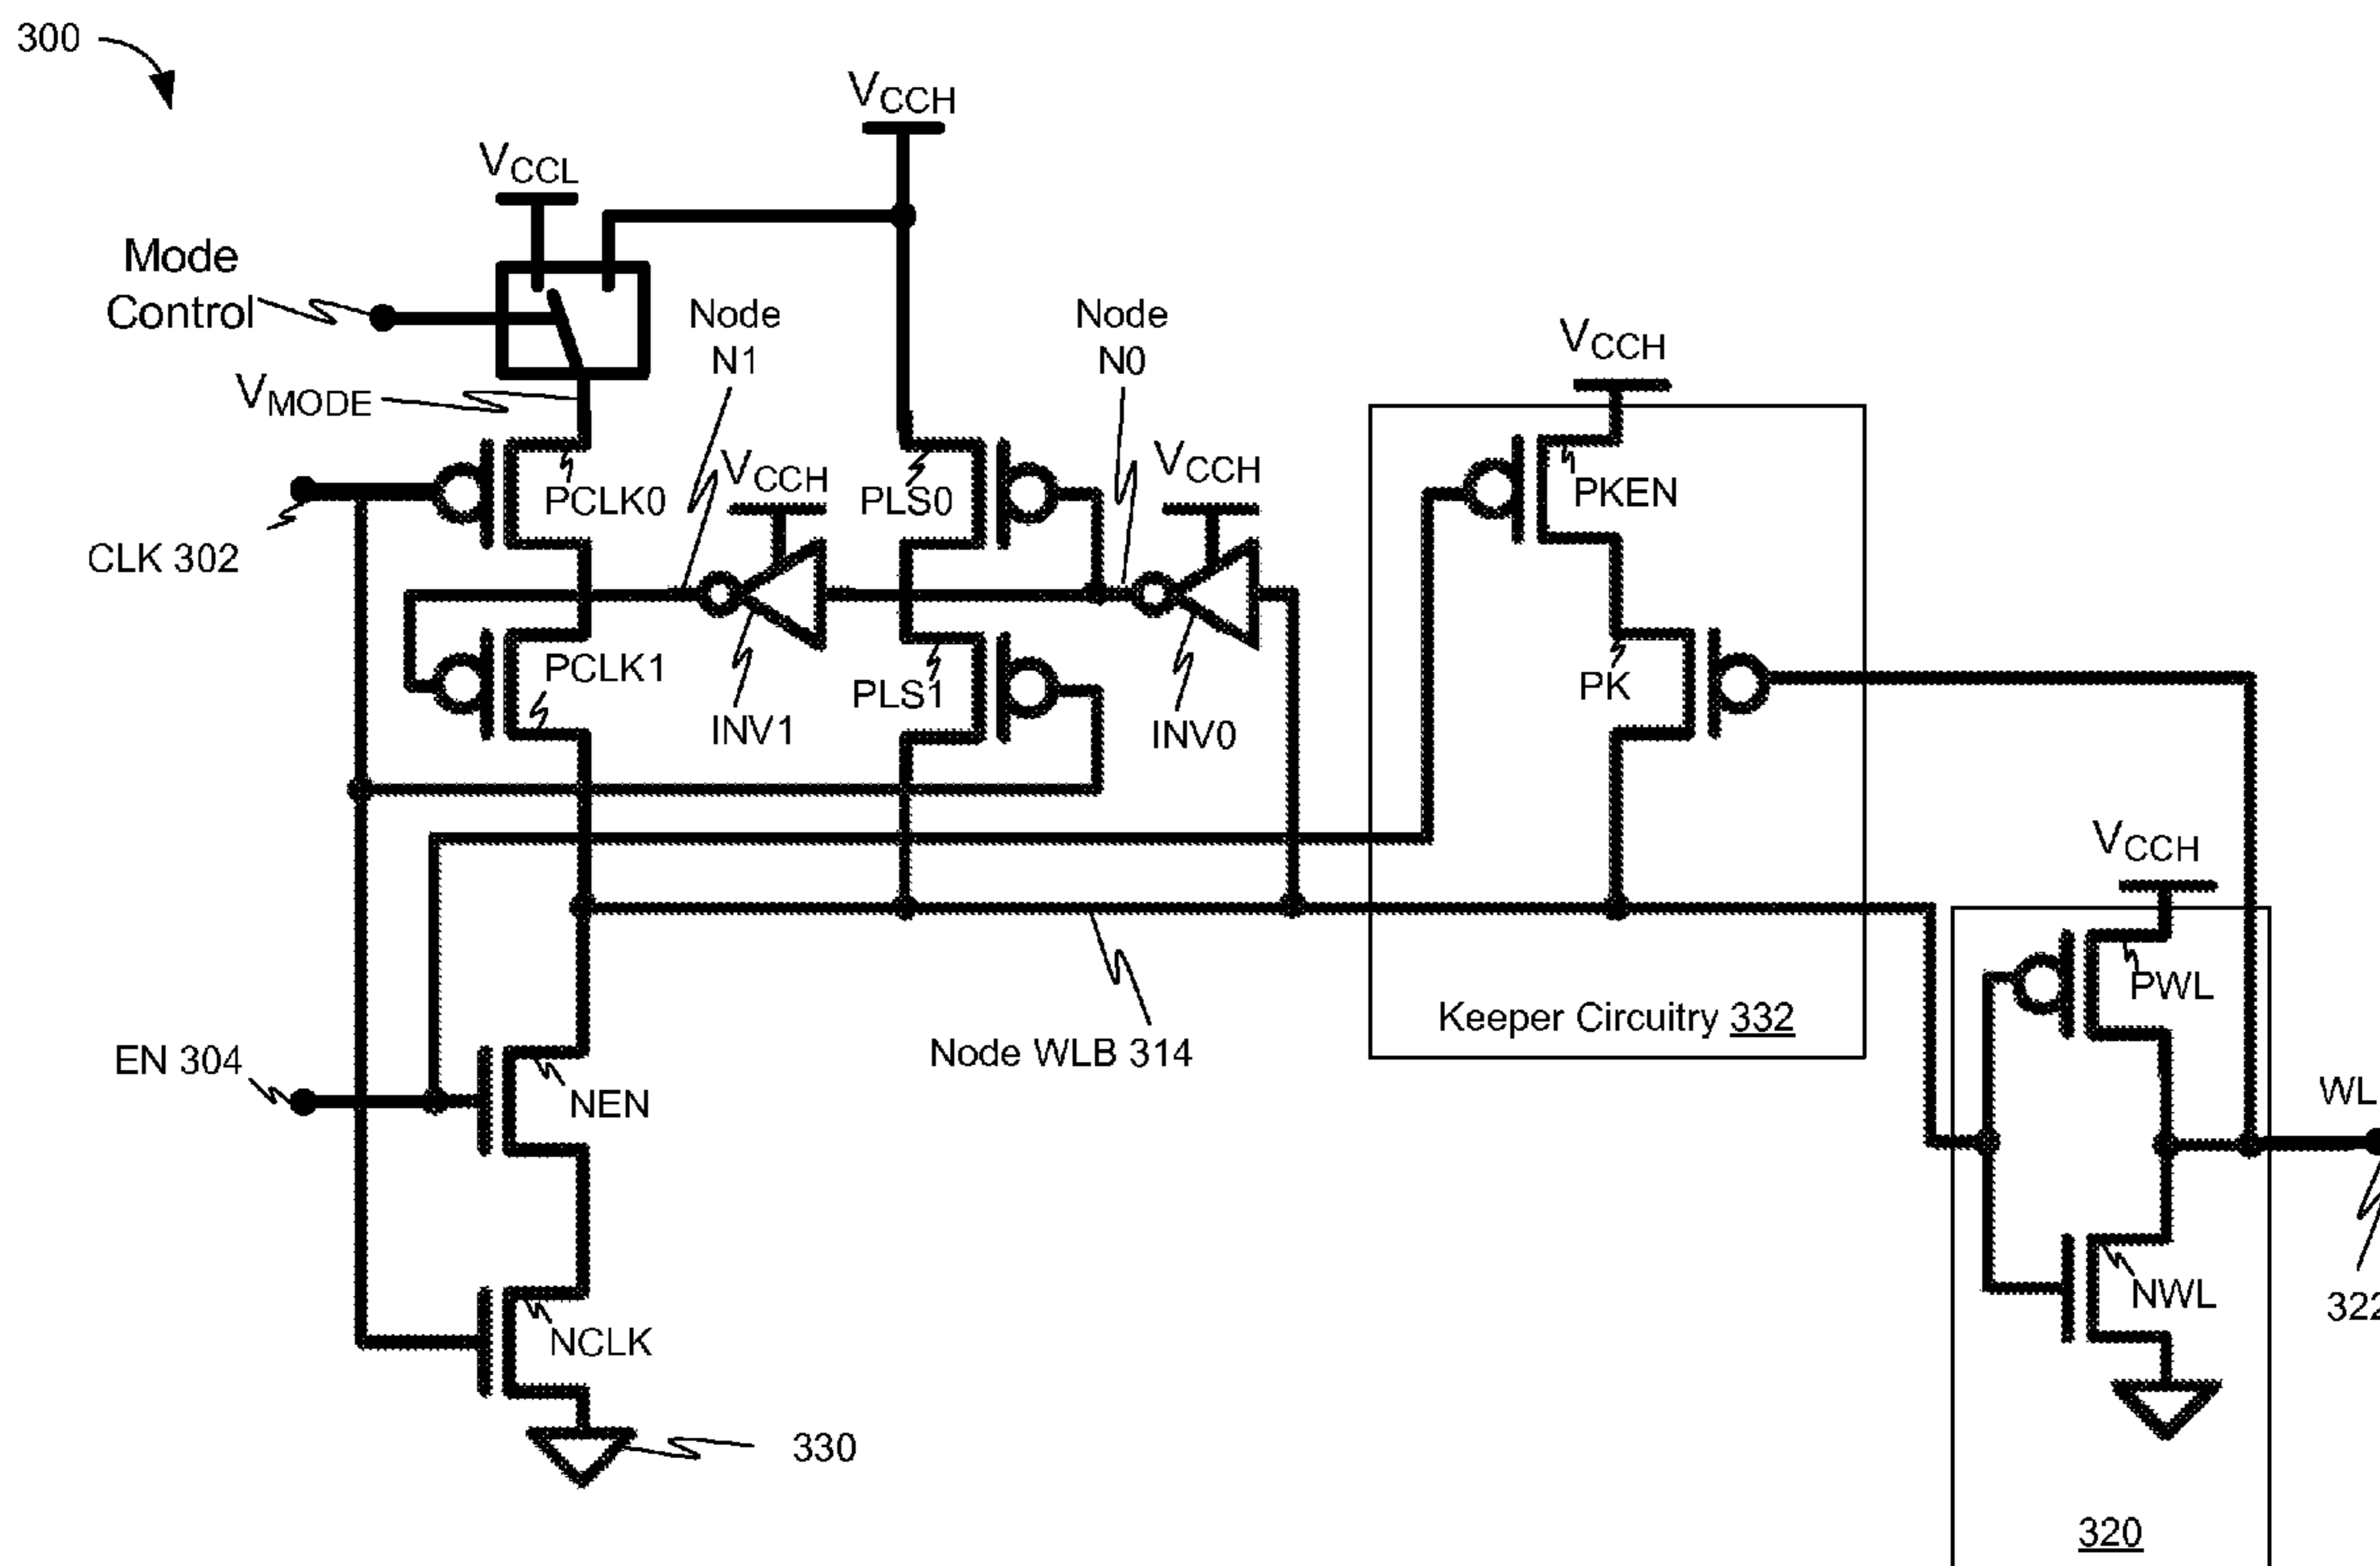 300
VCCH
VCCL
Mode
Control
Node
N1
Node
N0
VCCH
VMODE
VCCH
VCCH
PCLK0
PLS0
PKEN
CLK 302
PCLK1
PLS1
PK
INV1
INV0
VCCH
PWL
Keeper Circuitry 332
Node WLB 314
EN 304
NEN
WL
NWL
322
NCLK
330
320